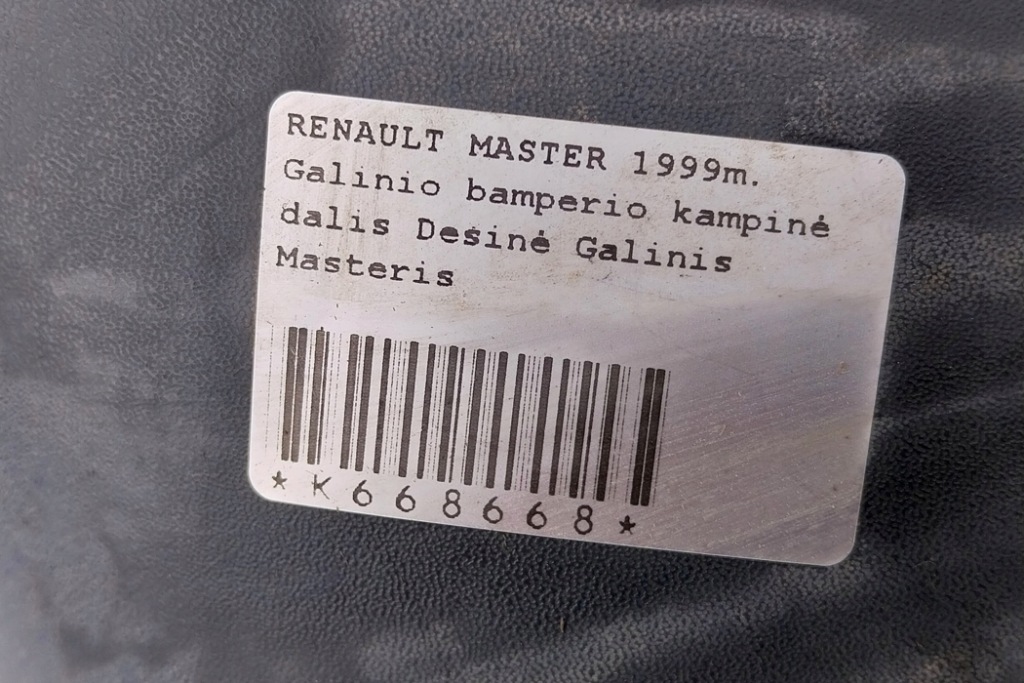 RENAULT MASTER 1999m.
Galinio bamperio kampinė
dalis Dešinė Galinis
Masteris
*K668668*